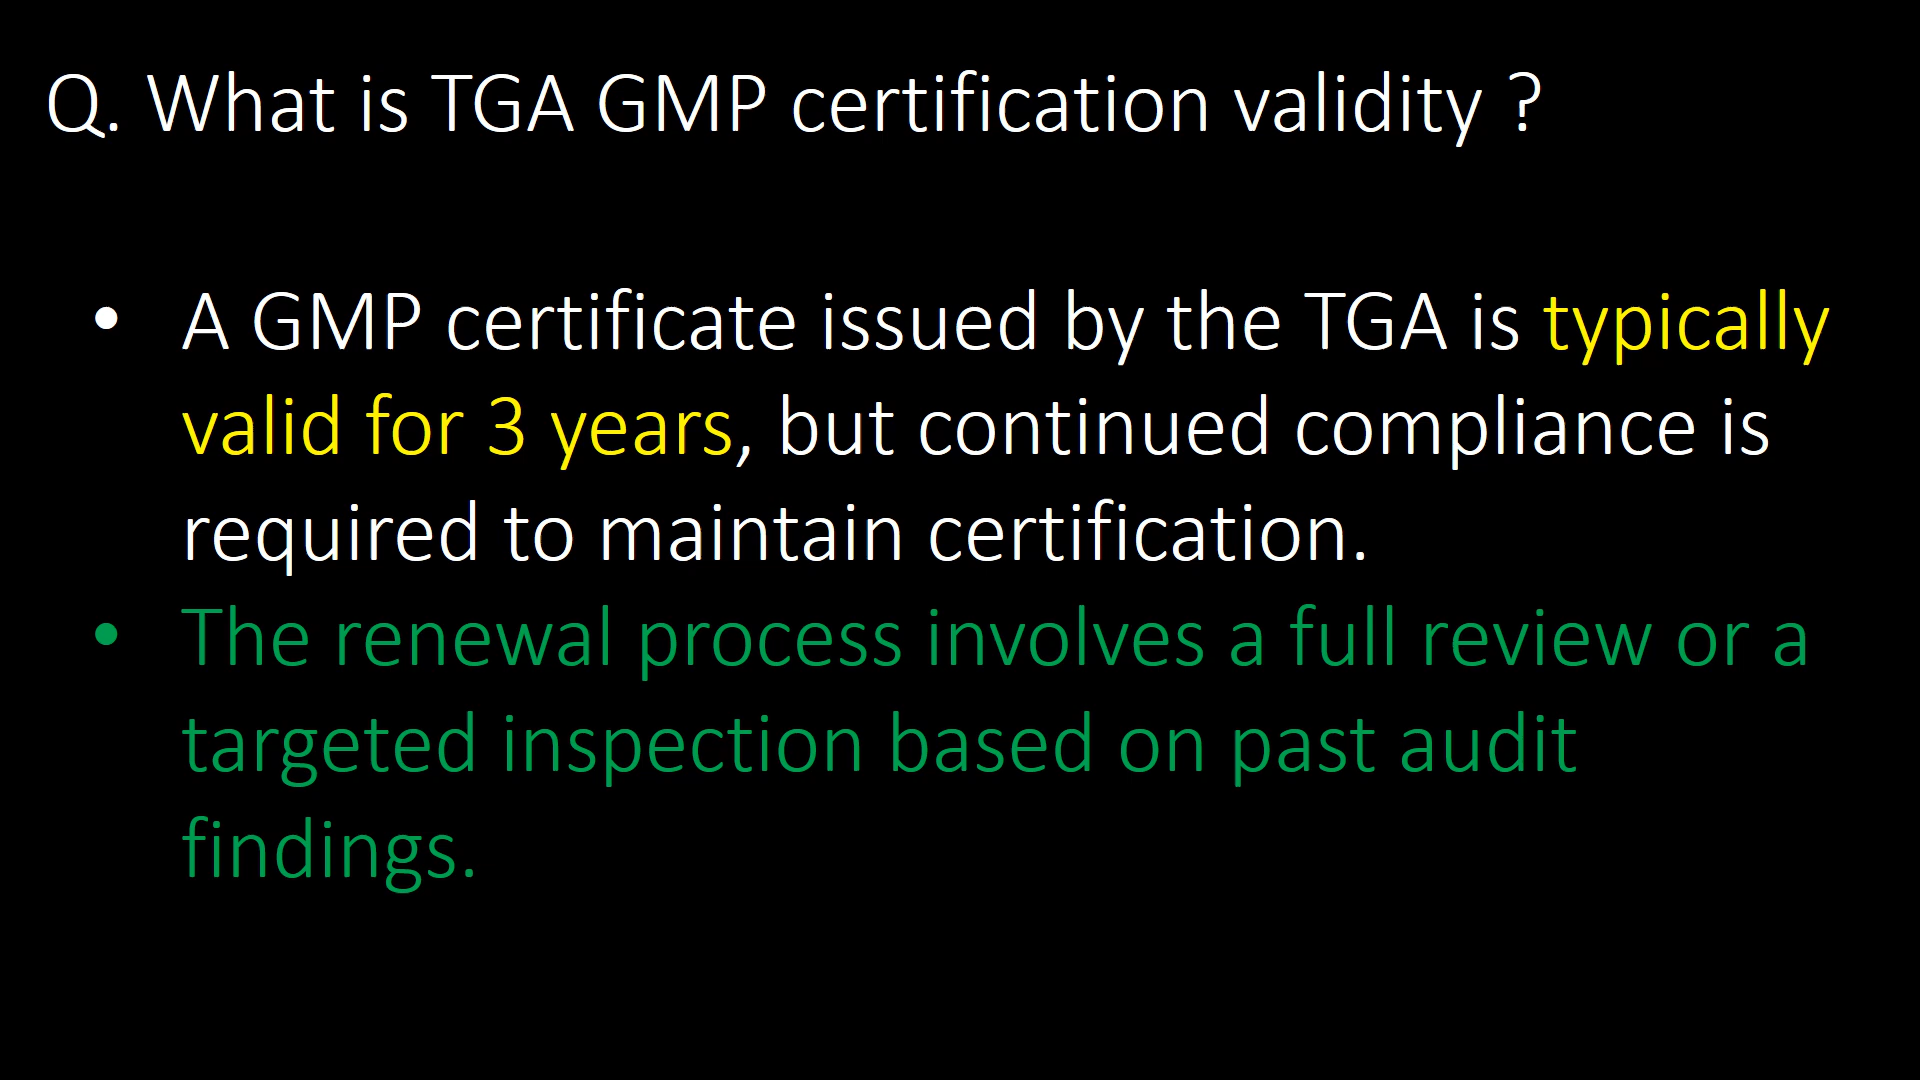 Q. What is TGA GMP certification validity ?
• A GMP certificate issued by the TGA is typically
valid for 3 years, but continued compliance is
required to maintain certification.
• The renewal process involves a full review or a
targeted inspection based on past audit
findings.